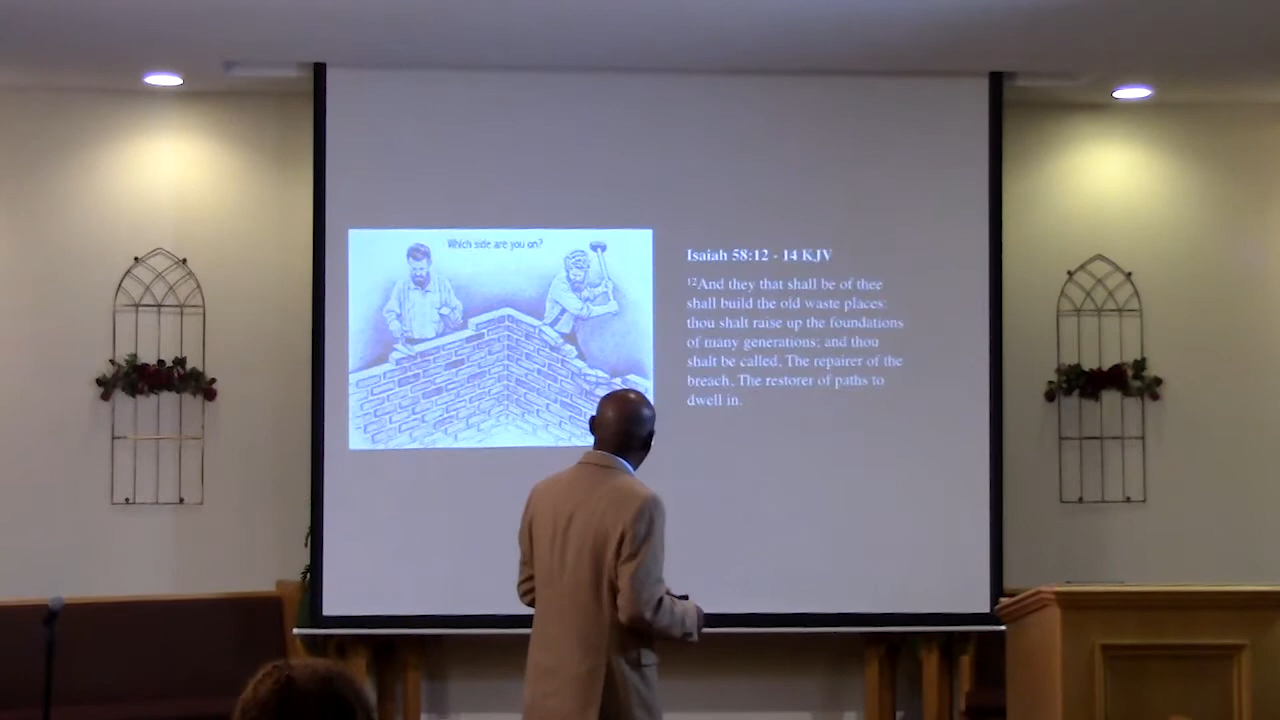 Which side are you on?
Isaiah 58:12 - 14 KJV
12And they that shall be of thee
shall build the old waste places:
thou shalt raise up the foundations
of many generations; and thou
shalt be called, The repairer of the
breach, The restorer of paths to
dwell in.